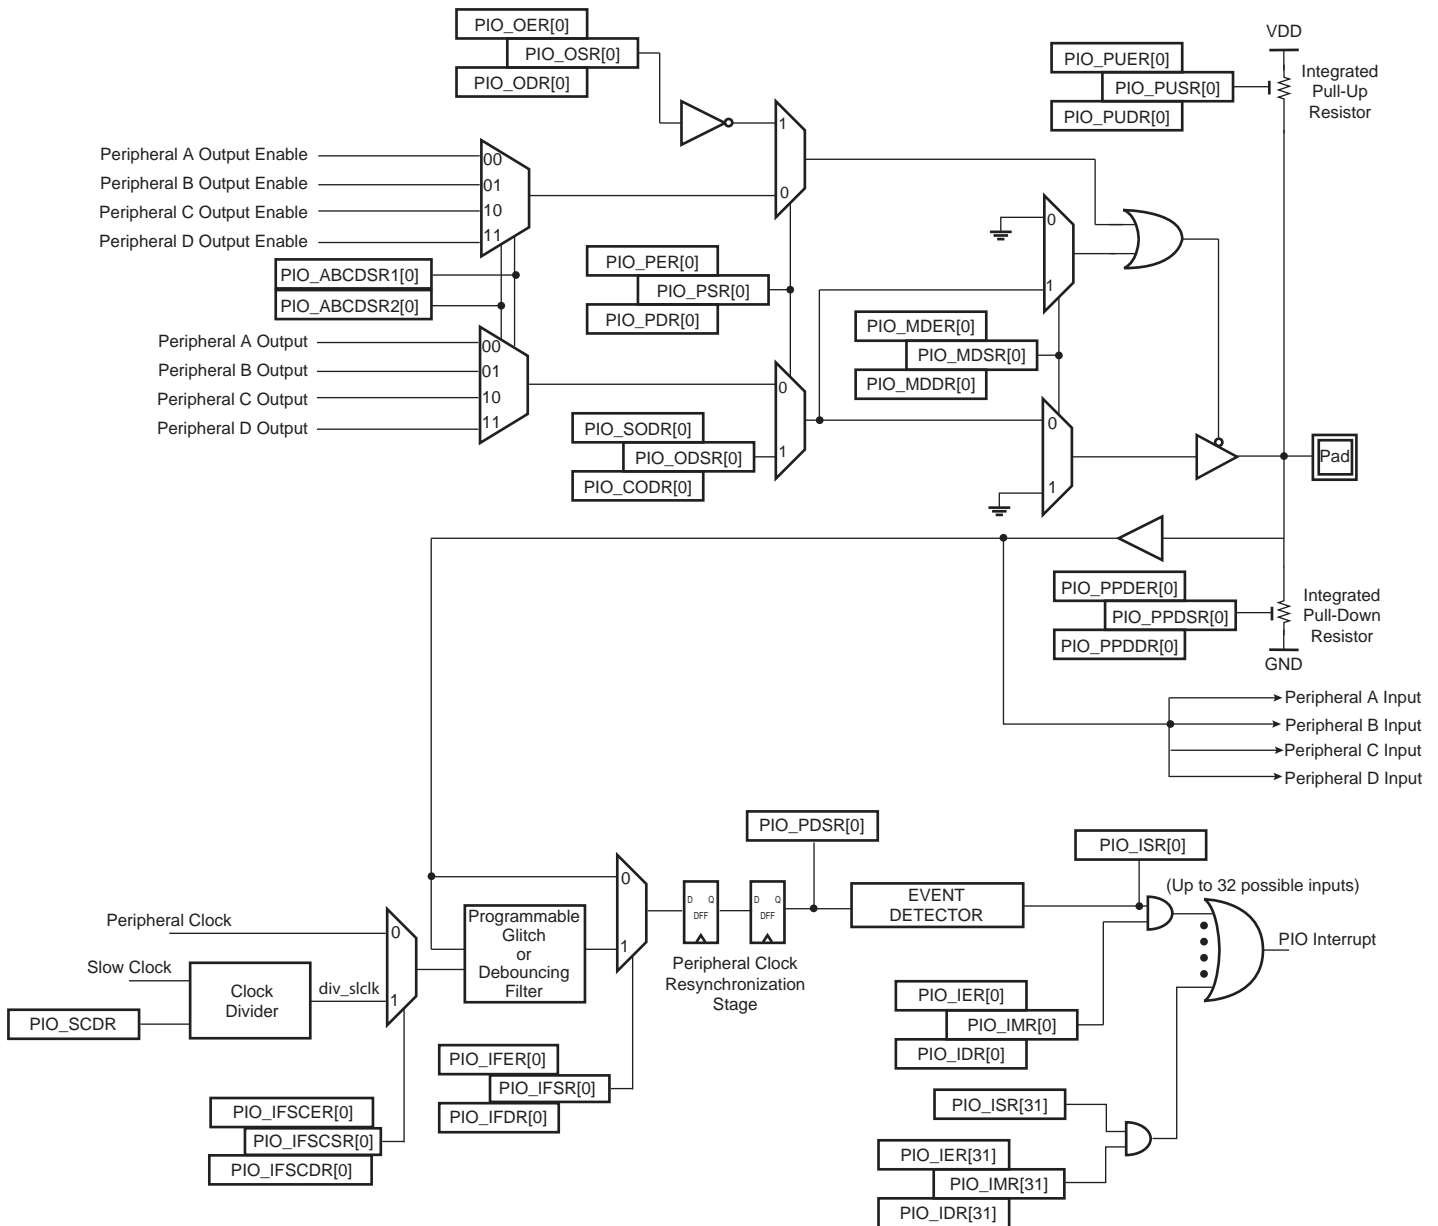 PIO_OER[0]
PIO_OSR[0]
PIO_ODR[0]
VDD
PIO_PUER[0]
PIO_PUSR[0]
PIO_PUDR[0]
Integrated
Pull-Up
Resistor
1
0
Peripheral A Output Enable
Peripheral B Output Enable
Peripheral C Output Enable
Peripheral D Output Enable
00
01
10
11
PIO_ABCDSR1[0]
PIO_ABCDSR2[0]
PIO_PER[0]
PIO_PSR[0]
PIO_PDR[0]
0
1
PIO_MDER[0]
PIO_MDSR[0]
PIO_MDDR[0]
Peripheral A Output
Peripheral B Output
Peripheral C Output
Peripheral D Output
00
01
10
11
0
1
PIO_SODR[0]
PIO_ODSR[0]
PIO_CODR[0]
0
1
Pad
PIO_PPDER[0]
PIO_PPDSR[0]
PIO_PPDDR[0]
Integrated
Pull-Down
Resistor
GND
Peripheral A Input
Peripheral B Input
Peripheral C Input
Peripheral D Input
PIO_PDSR[0]
PIO_ISR[0]
(Up to 32 possible inputs)
EVENT
DETECTOR
PIO Interrupt
Peripheral Clock
Slow Clock
Clock
Divider
div_slclk
PIO_SCDR
0
1
Programmable
Glitch
or
Debouncing
Filter
0
1
D Q
DFF
D Q
DFF
Peripheral Clock
Resynchronization
Stage
PIO_IER[0]
PIO_IMR[0]
PIO_IDR[0]
PIO_IFER[0]
PIO_IFSR[0]
PIO_IFDR[0]
PIO_IFSCER[0]
PIO_IFSCSR[0]
PIO_IFSCDR[0]
PIO_ISR[31]
PIO_IER[31]
PIO_IMR[31]
PIO_IDR[31]